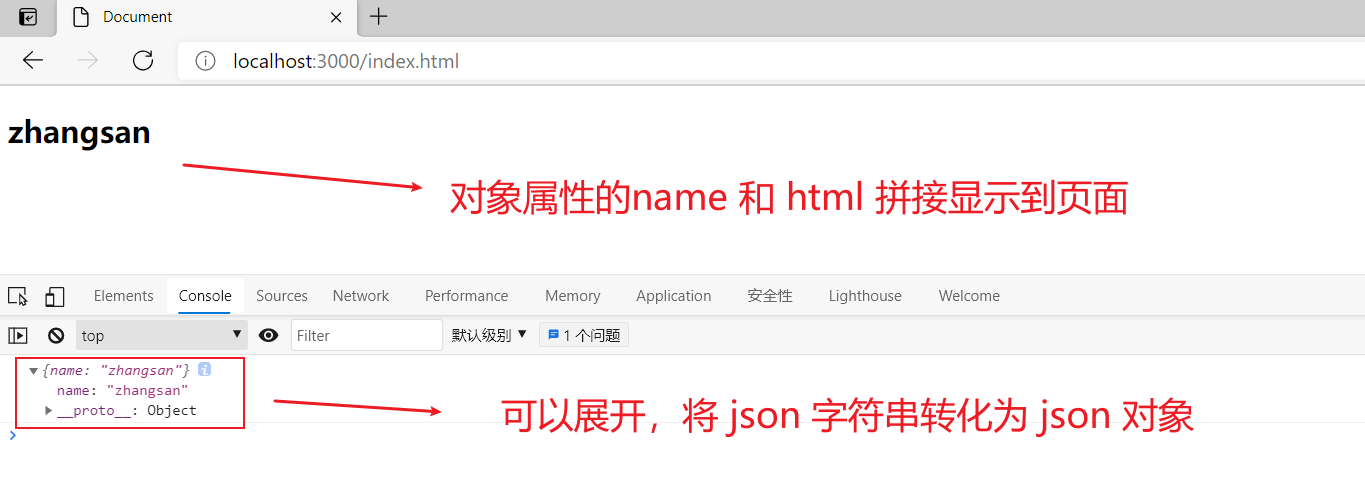 Document
localhost:3000/index.html
zhangsan
对象属性的name 和 html 拼接显示到页面
Elements Console Sources Network Performance Memory Application 安全性 Lighthouse Welcome
top Filter 默认级别 1 个问题
{name: "zhangsan"}
name: "zhangsan"
__proto__: Object
可以展开，将 json 字符串转化为 json 对象